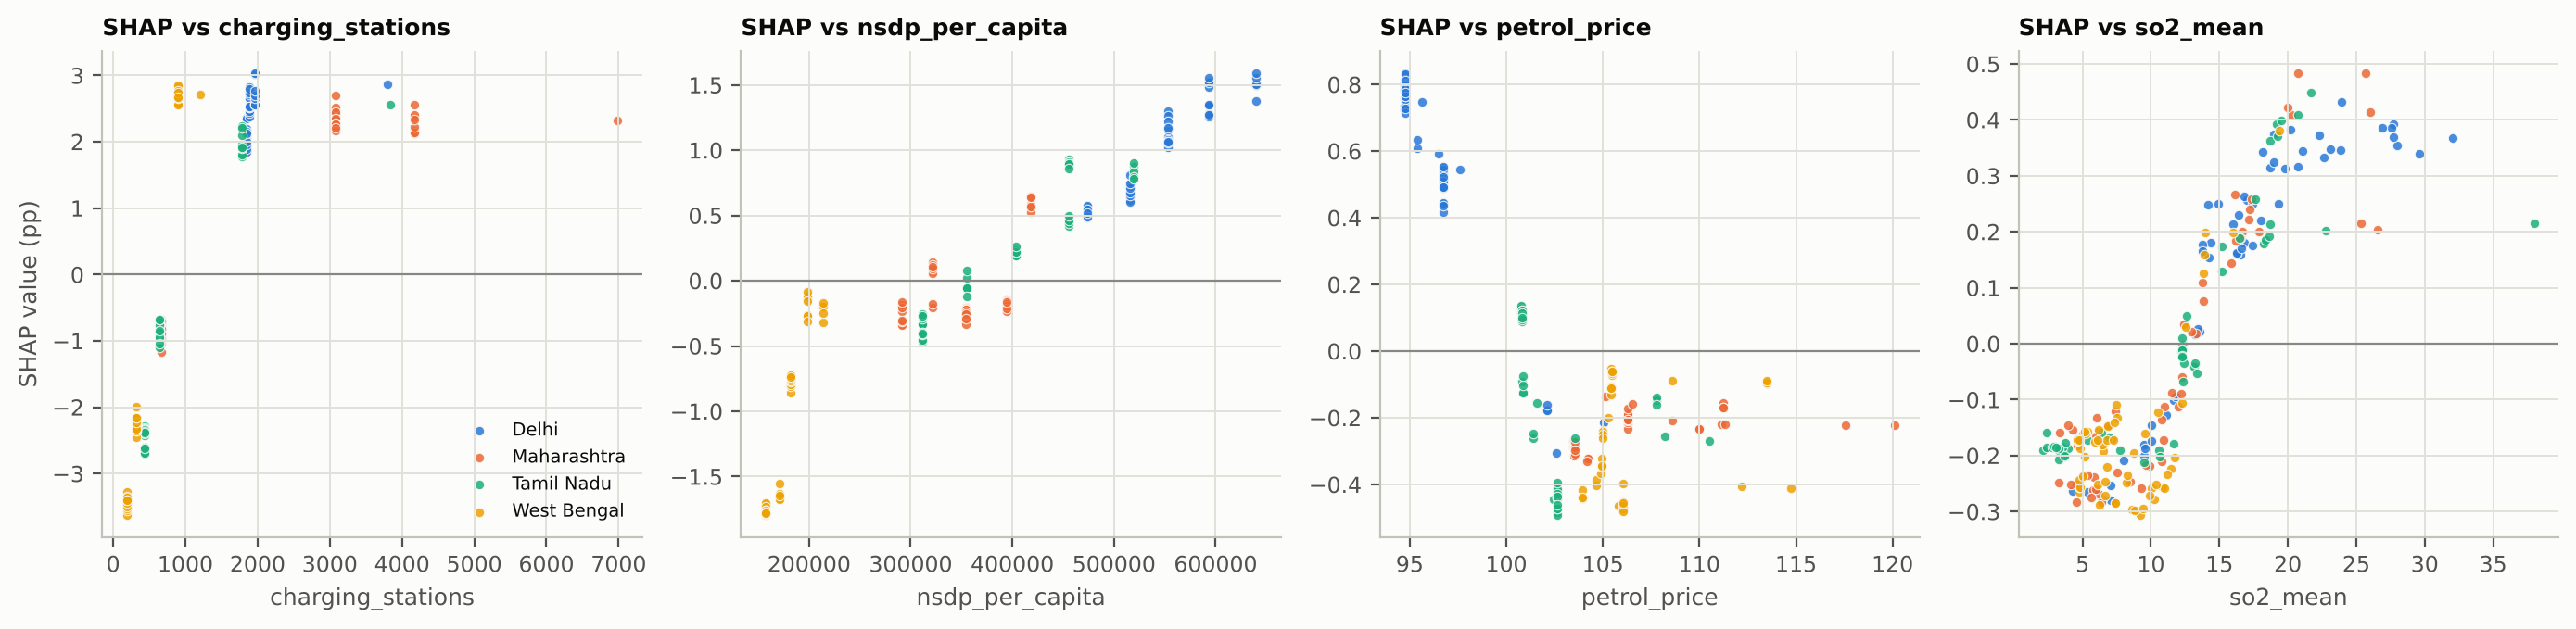 SHAP vs charging_stations
SHAP value (pp)
3
2
1
0
−1
−2
−3
0 1000 2000 3000 4000 5000 6000 7000
charging_stations
Delhi
Maharashtra
Tamil Nadu
West Bengal
SHAP vs nsdp_per_capita
1.5
1.0
0.5
0.0
−0.5
−1.0
−1.5
200000 300000 400000 500000 600000
nsdp_per_capita
SHAP vs petrol_price
0.8
0.6
0.4
0.2
0.0
−0.2
−0.4
95 100 105 110 115 120
petrol_price
SHAP vs so2_mean
0.5
0.4
0.3
0.2
0.1
0.0
−0.1
−0.2
−0.3
5 10 15 20 25 30 35
so2_mean